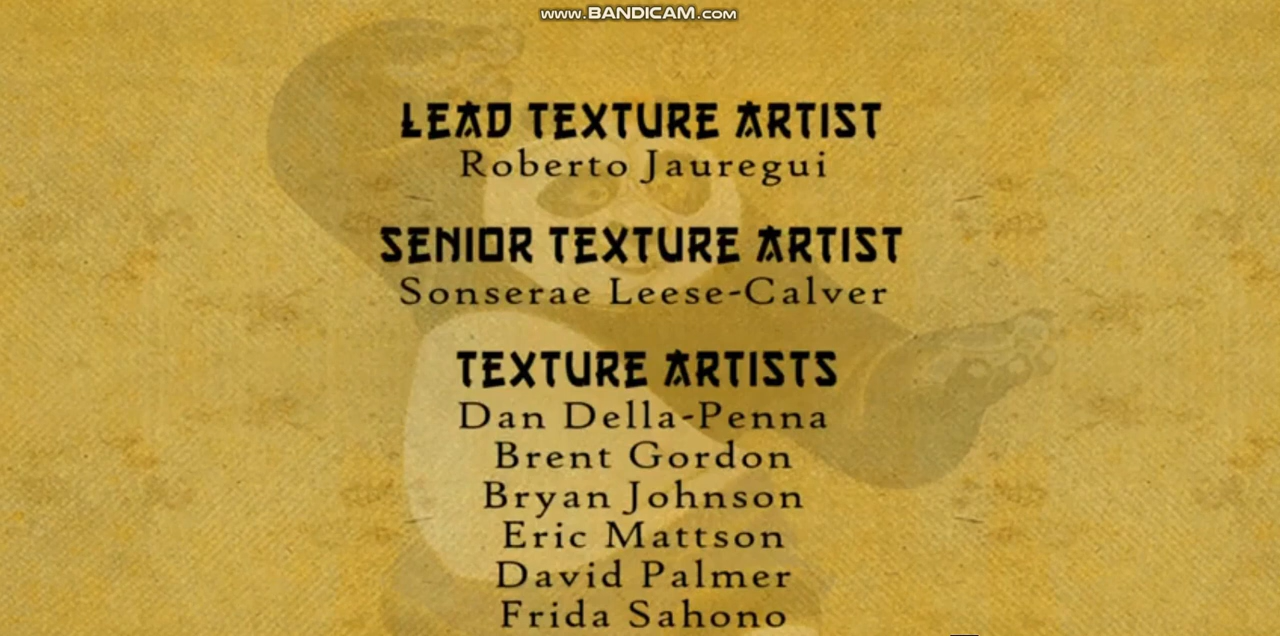 www.BANDICAM.com
LEAD TEXTURE ARTIST
Roberto Jauregui
SENIOR TEXTURE ARTIST
Sonserae Leese-Calver
TEXTURE ARTISTS
Dan Della-Penna
Brent Gordon
Bryan Johnson
Eric Mattson
David Palmer
Frida Sahono